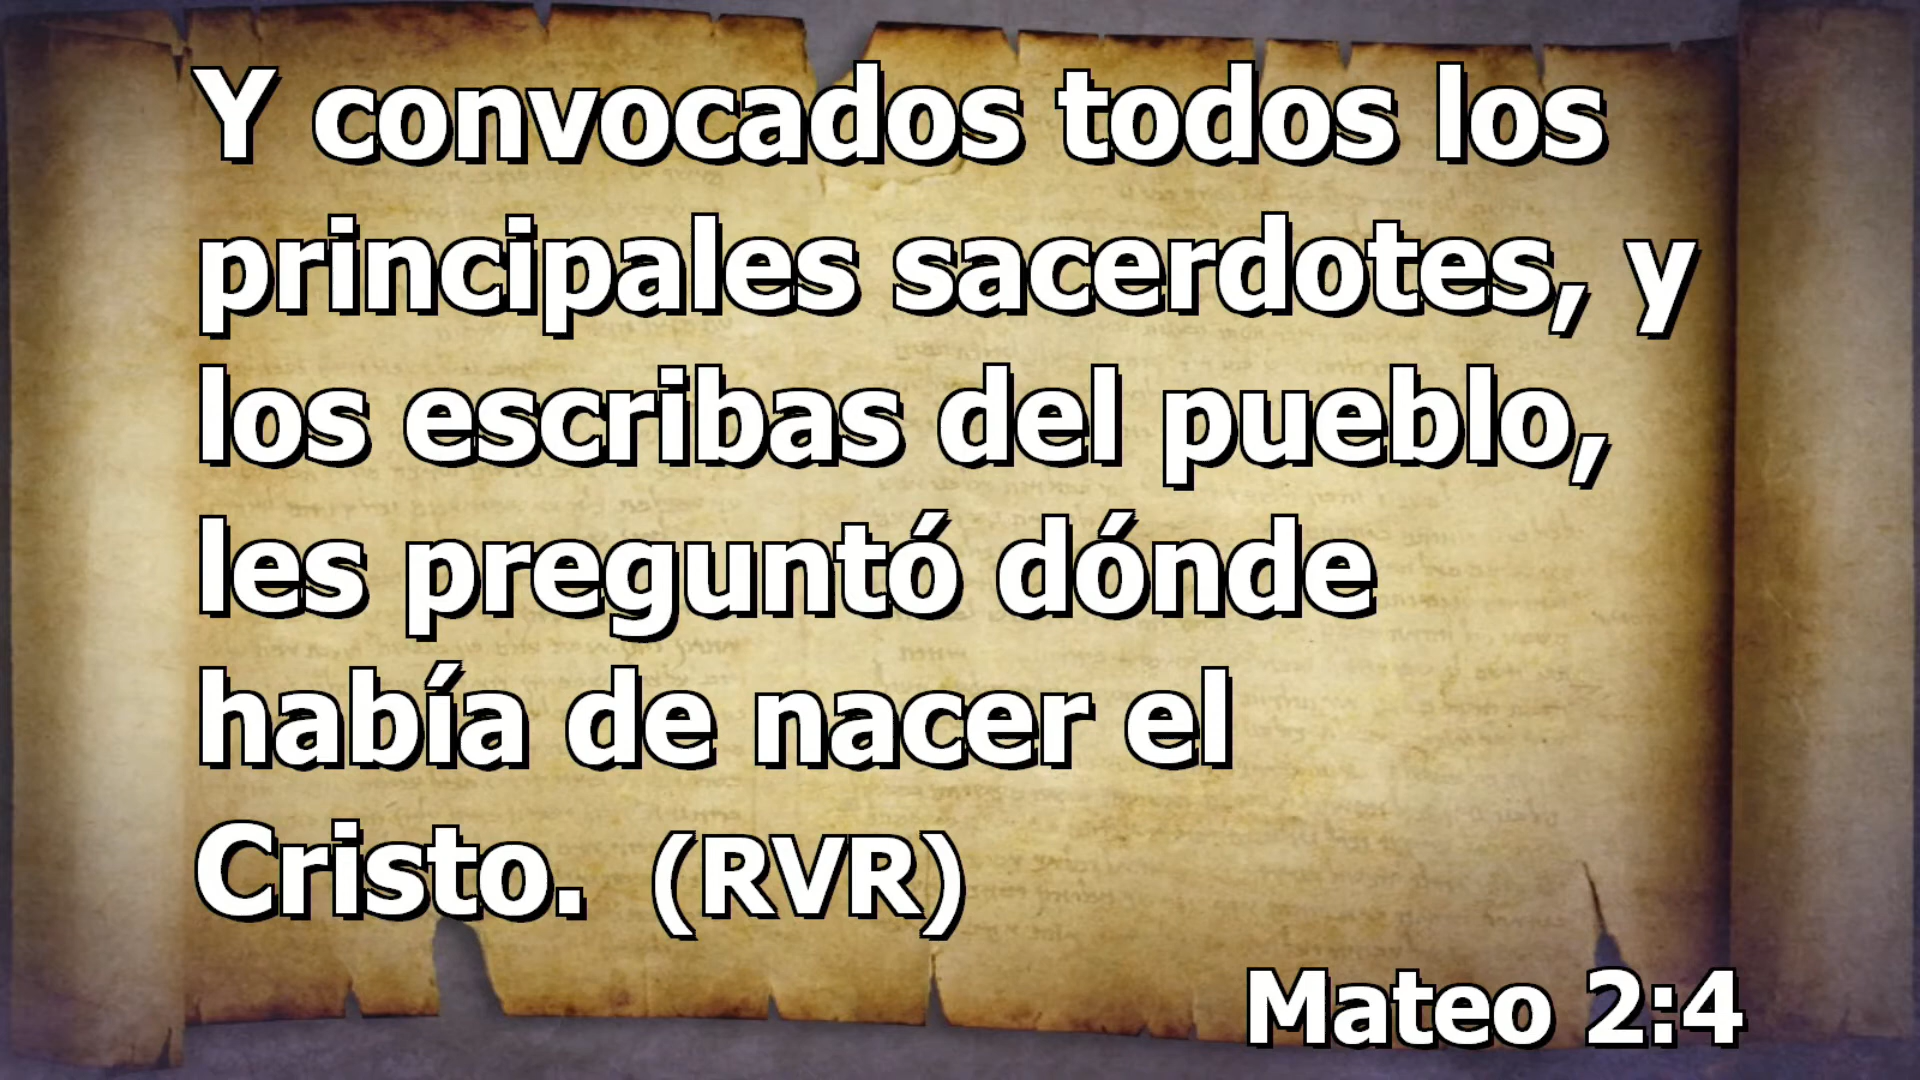 Y convocados todos los
principales sacerdotes, y
los escribas del pueblo,
les preguntó dónde
había de nacer el
Cristo. (RVR)
Mateo 2:4